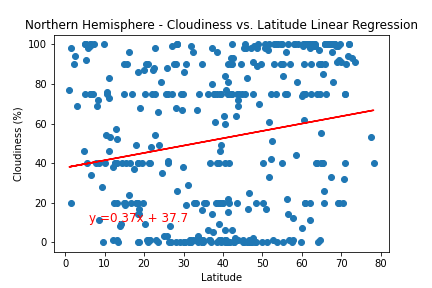 Northern Hemisphere - Cloudiness vs. Latitude Linear Regression
100
80
60
40
20
0
Cloudiness (%)
y =0.37x + 37.7
0 10 20 30 40 50 60 70 80
Latitude